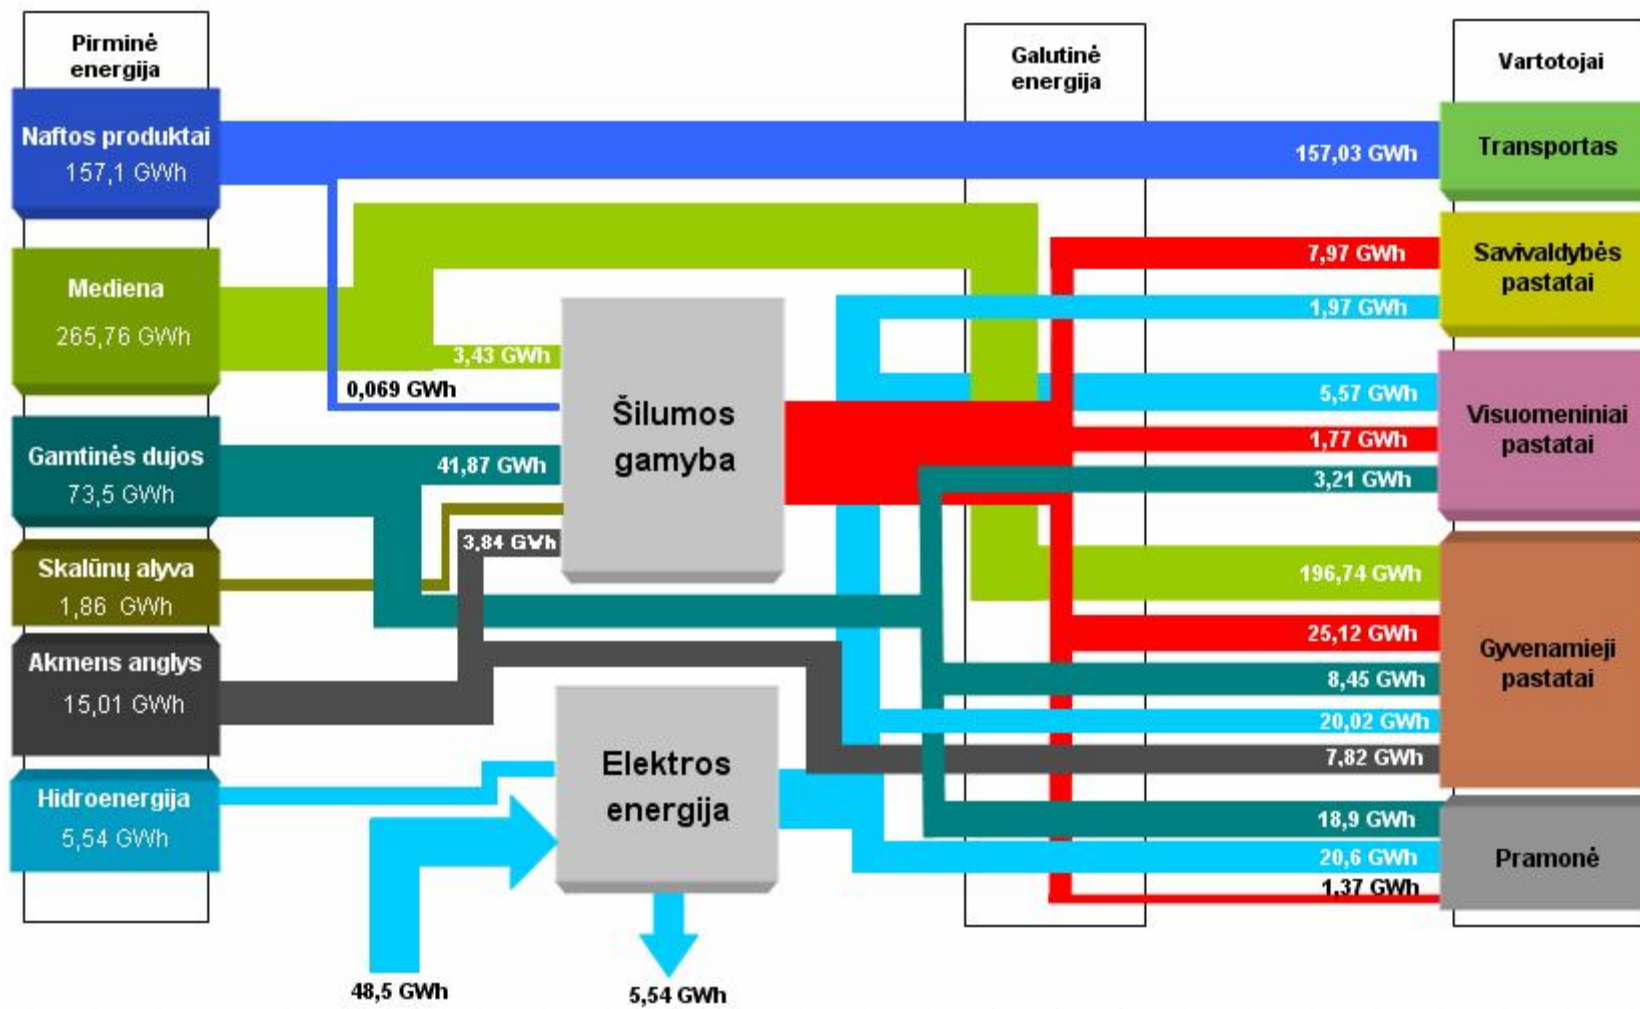 Pirminė
energija
Galutinė
energija
Vartotojai
Naftos produktai
157,1 GWh
157,03 GWh
Transportas
Mediena
265,76 GWh
3,43 GWh
0,069 GWh
7,97 GWh
1,97 GWh
Savivaldybės
pastatai
Šilumos
gamyba
Gamtinės dujos
73,5 GWh
41,87 GWh
5,57 GWh
1,77 GWh
3,21 GWh
Visuomeniniai
pastatai
Skalūnų alyva
1,86 GWh
3,84 GWh
Akmens anglys
15,01 GWh
196,74 GWh
25,12 GWh
8,45 GWh
20,02 GWh
7,82 GWh
Gyvenamieji
pastatai
Hidroenergija
5,54 GWh
Elektros
energija
18,9 GWh
20,6 GWh
1,37 GWh
Pramonė
48,5 GWh
5,54 GWh